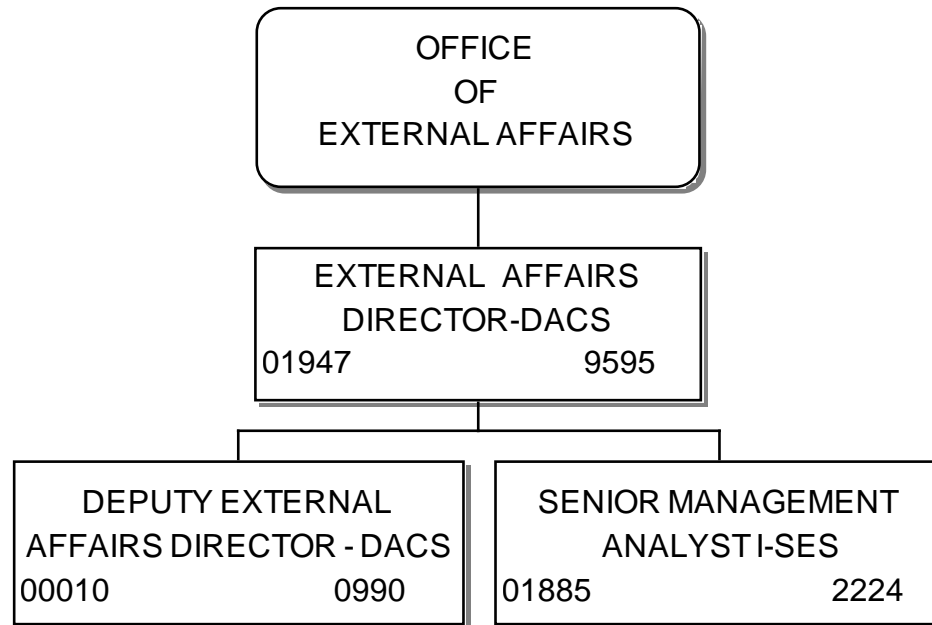 OFFICE
OF
EXTERNAL AFFAIRS
EXTERNAL AFFAIRS
DIRECTOR-DACS
01947 9595
DEPUTY EXTERNAL
AFFAIRS DIRECTOR - DACS
00010 0990
SENIOR MANAGEMENT
ANALYST I-SES
01885 2224